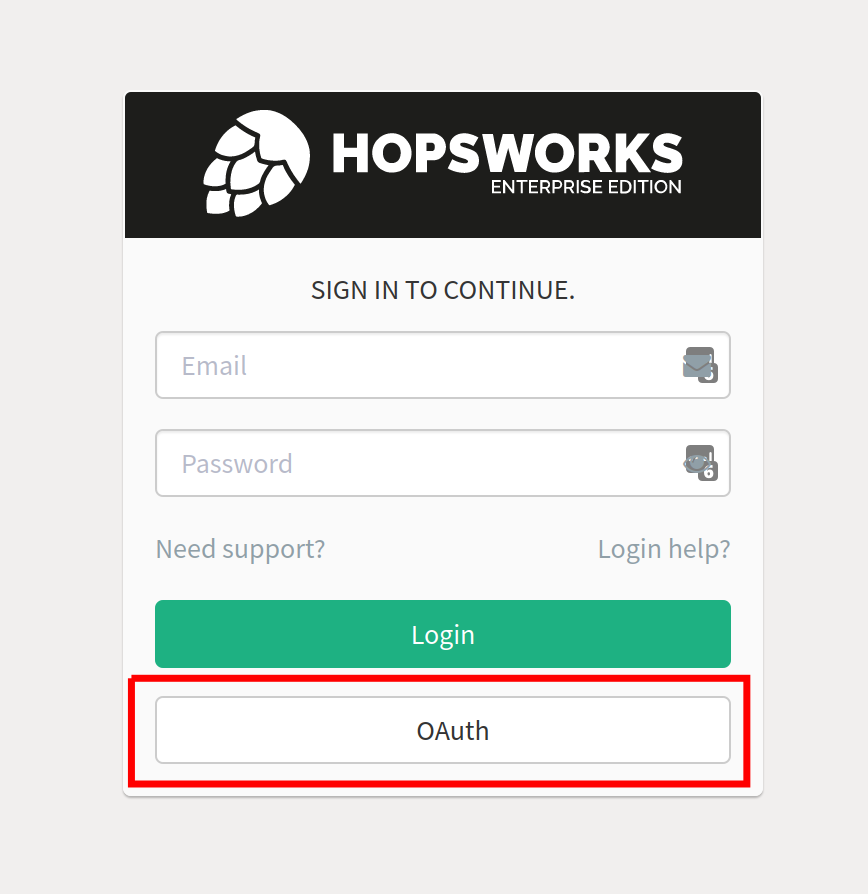 HOPSWORKS
ENTERPRISE EDITION
SIGN IN TO CONTINUE.
Email
Password
Need support? Login help?
Login
OAuth